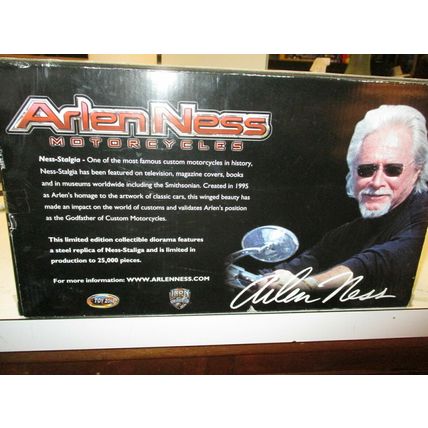 Arlen Ness
MOTORCYCLES
Ness-Stalgia - One of the most famous custom motorcycles in history,
Ness-Stalgia has been featured on television, magazine covers, books
and in museums worldwide including the Smithsonian. Created in 1995
as Arlen's homage to the artwork of classic cars, this winged beauty has
made an impact on the world of customs and validates Arlen's position
as the Godfather of Custom Motorcycles.
This limited edition collectible diorama features
a steel replica of Ness-Staliga and is limited in
production to 25,000 pieces.
For more information: WWW.ARLENNESS.COM
TOY ZONE
IRON
Arlen Ness